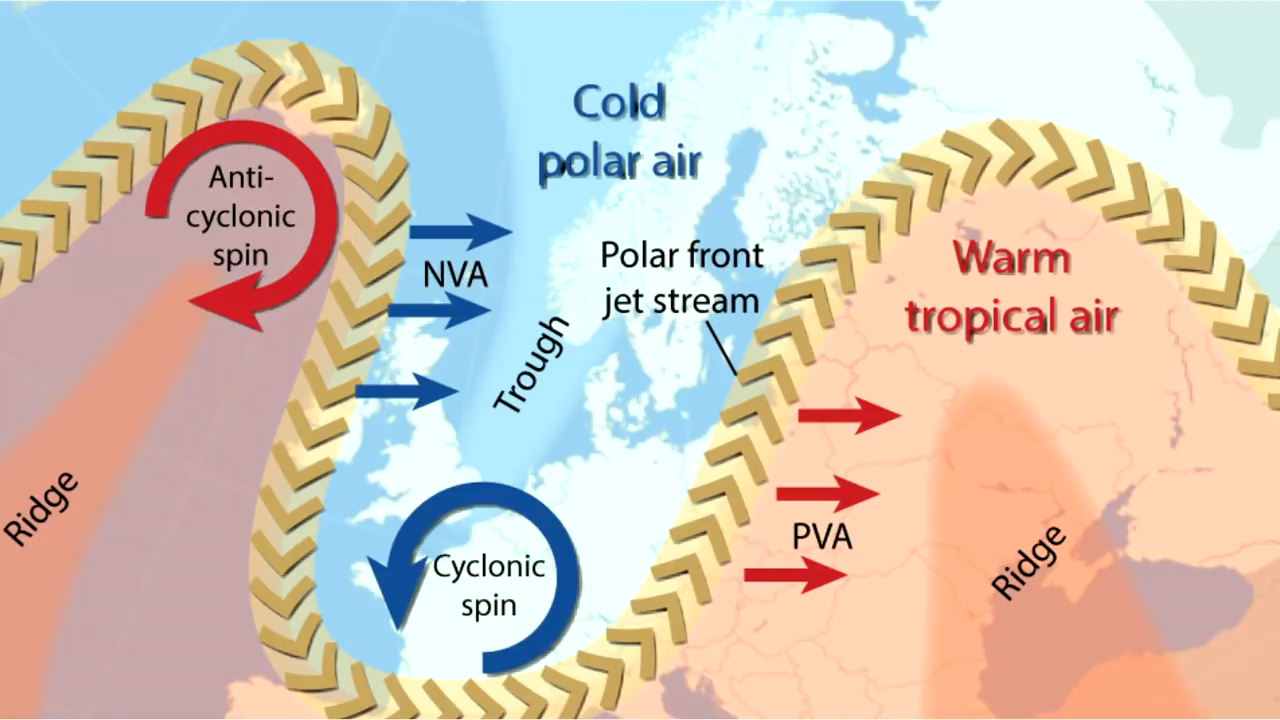 Cold
polar air
Anti-
cyclonic
spin
NVA
Polar front
jet stream
Warm
tropical air
Trough
Ridge
Cyclonic
spin
PVA
Ridge